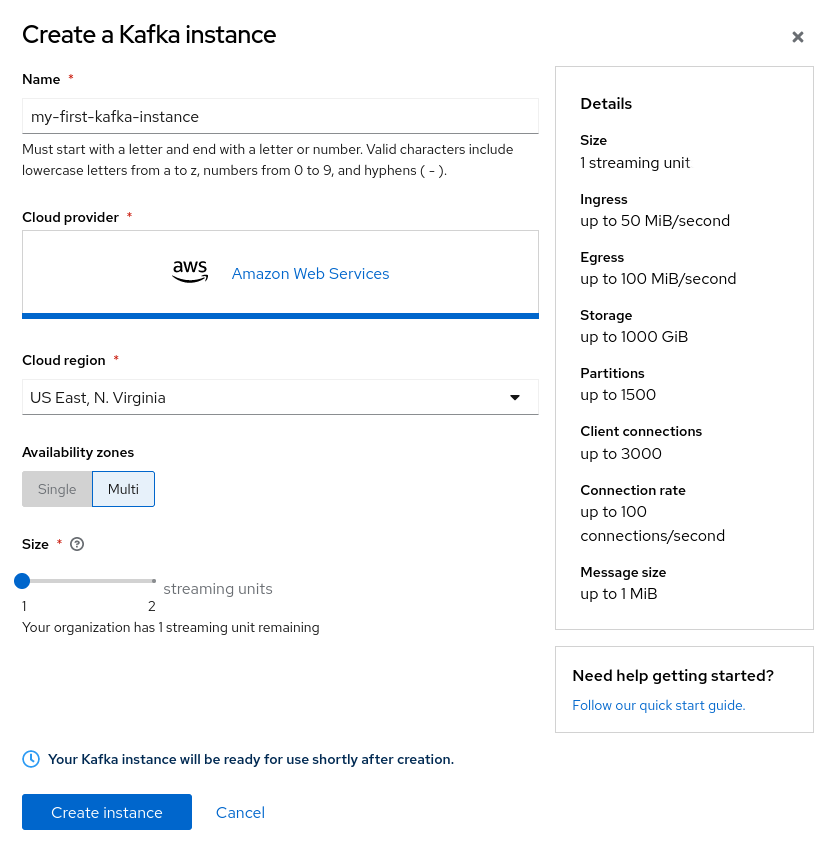 Create a Kafka instance
Name *
my-first-kafka-instance
Must start with a letter and end with a letter or number. Valid characters include
lowercase letters from a to z, numbers from 0 to 9, and hyphens ( - ).
Cloud provider *
aws
Amazon Web Services
Cloud region *
US East, N. Virginia
Availability zones
Single
Multi
Size *
streaming units
1
2
Your organization has 1 streaming unit remaining
Your Kafka instance will be ready for use shortly after creation.
Create instance
Cancel
Details
Size
1 streaming unit
Ingress
up to 50 MiB/second
Egress
up to 100 MiB/second
Storage
up to 1000 GiB
Partitions
up to 1500
Client connections
up to 3000
Connection rate
up to 100
connections/second
Message size
up to 1 MiB
Need help getting started?
Follow our quick start guide.